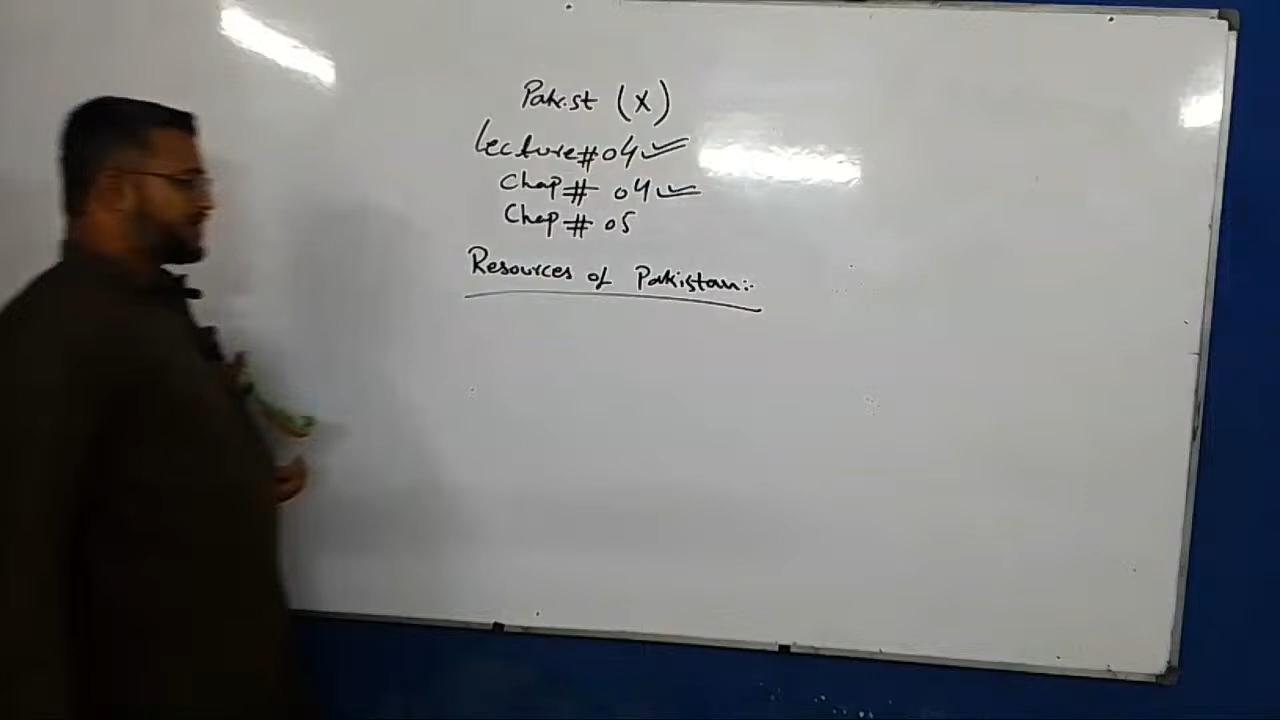 Pak.st (X)
Lecture # 04
Chap # 04
Chap # 05
Resources of Pakistan:-